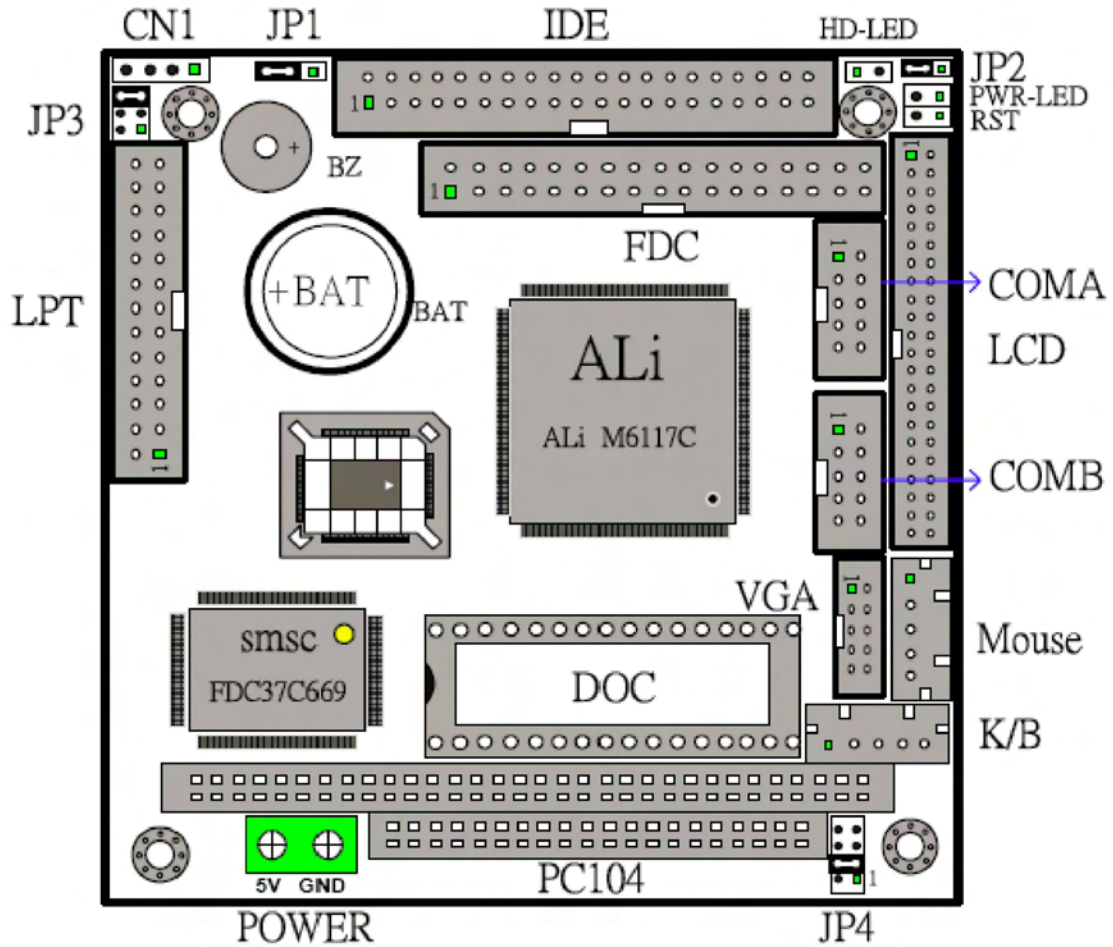 CN1
JP1
IDE
HD-LED
JP2
PWR-LED
RST
JP3
1
1
1
BZ
FDC
1
COMA
LPT
+BAT
BAT
ALi
LCD
ALi M6117C
1
COMB
1
VGA
1
smsc
Mouse
FDC37C669
DOC
K/B
1
5V GND
PC104
POWER
JP4